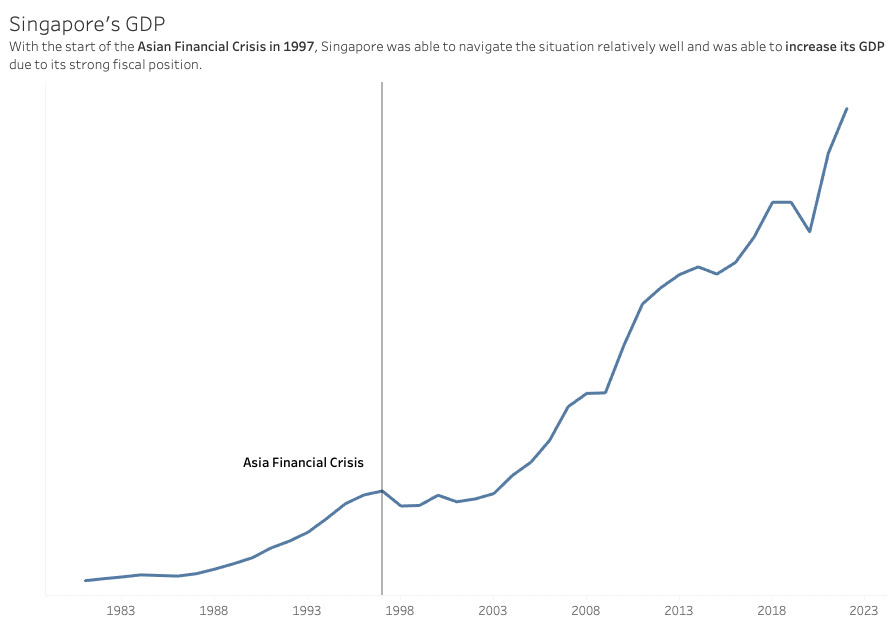 Singapore's GDP
With the start of the Asian Financial Crisis in 1997, Singapore was able to navigate the situation relatively well and was able to increase its GDP
due to its strong fiscal position.
Asia Financial Crisis
1983 1988 1993 1998 2003 2008 2013 2018 2023